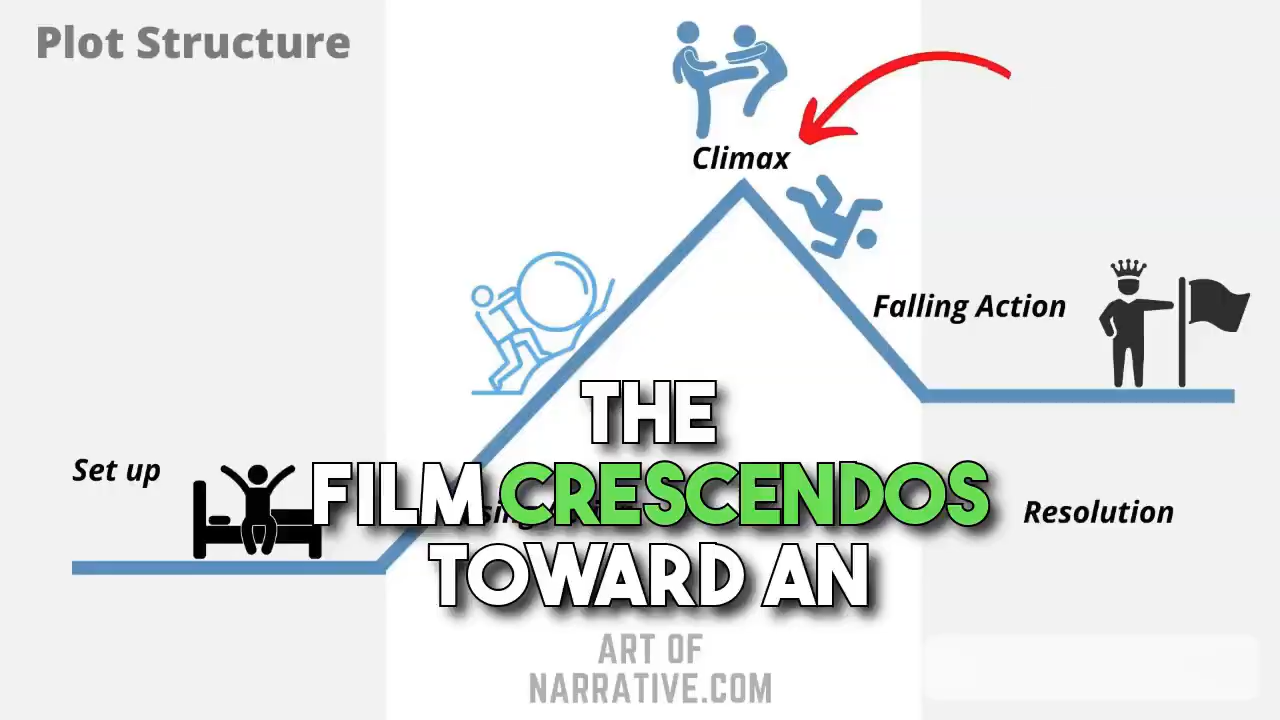 Plot Structure
Climax
Falling Action
Set up
Resolution
THE
FILM CRESCENDOS
TOWARD AN
ART OF
NARRATIVE.COM